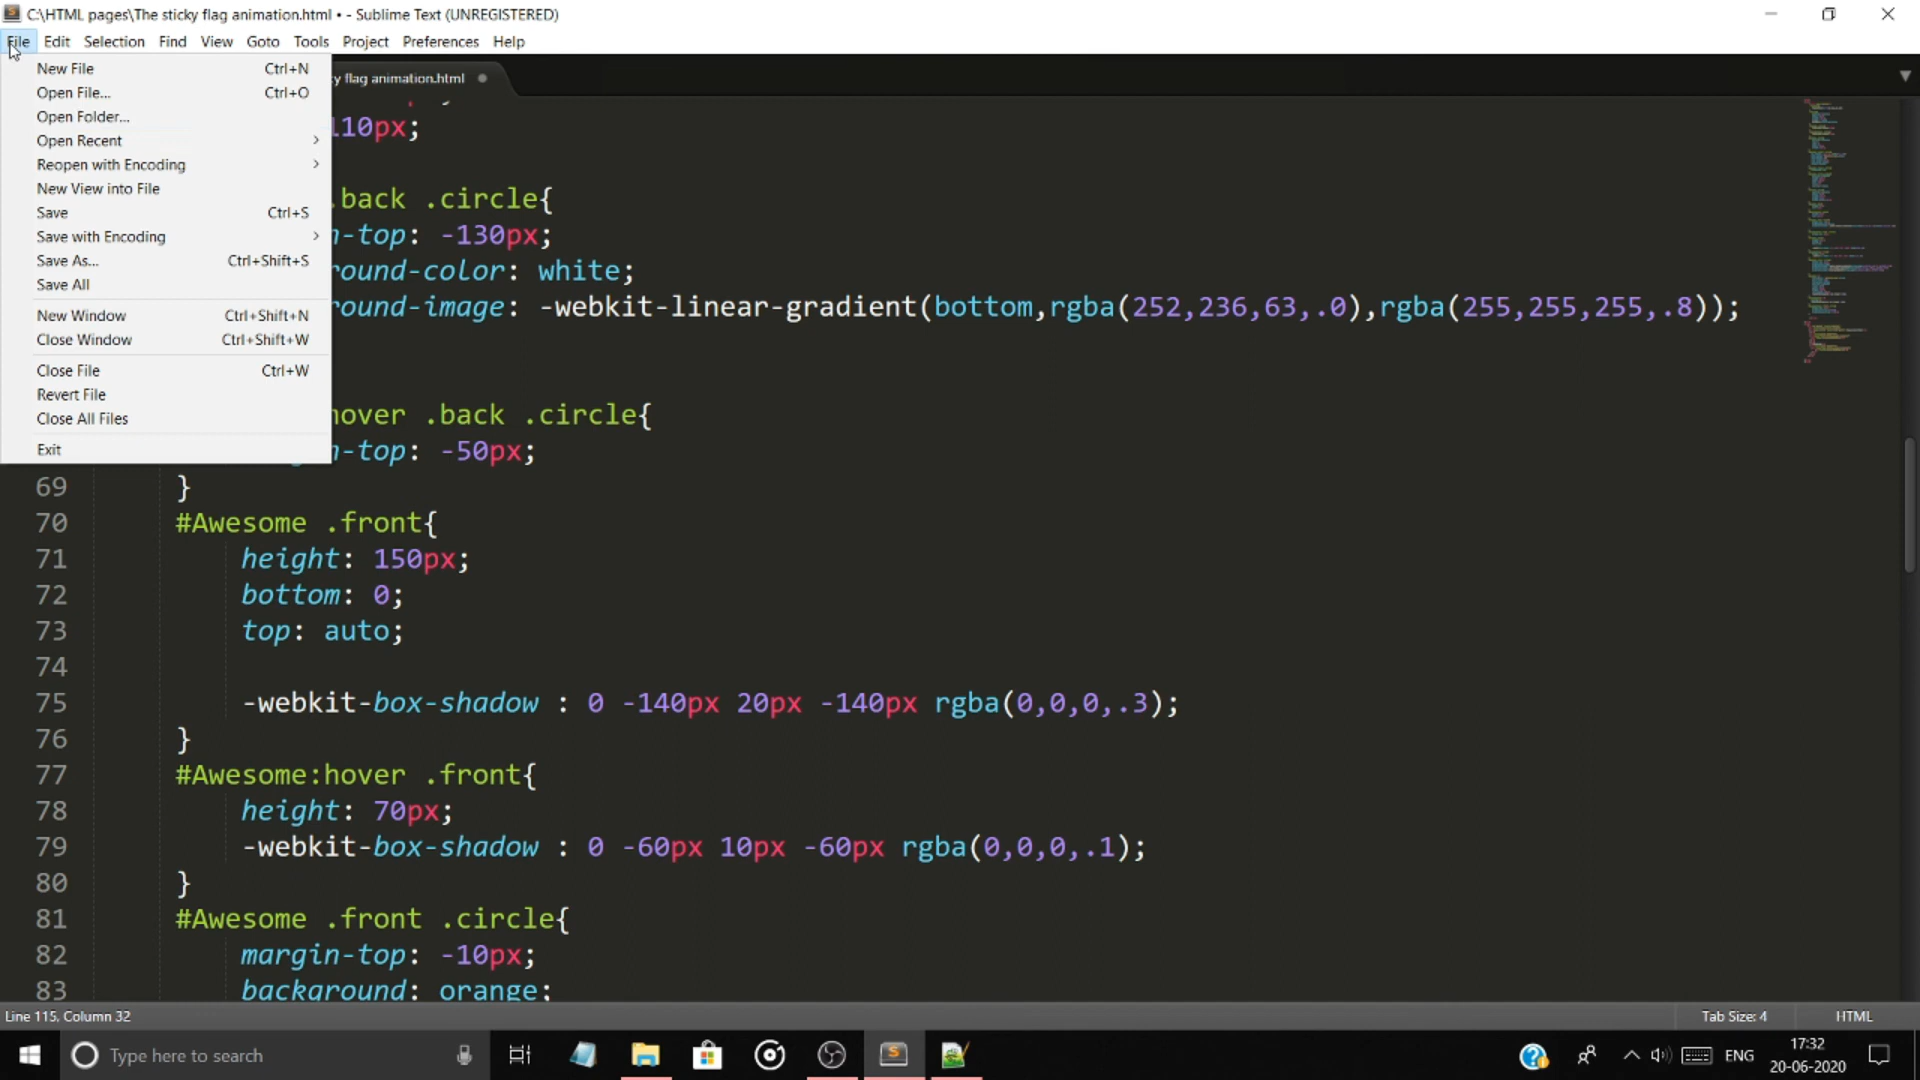 C:\HTML pages\The sticky flag animation.html • - Sublime Text (UNREGISTERED)
File Edit Selection Find View Goto Tools Project Preferences Help
New File Ctrl+N
Open File... Ctrl+O
Open Folder...
Open Recent
Reopen with Encoding
New View into File
Save Ctrl+S
Save with Encoding
Save As... Ctrl+Shift+S
Save All
New Window Ctrl+Shift+N
Close Window Ctrl+Shift+W
Close File Ctrl+W
Revert File
Close All Files
Exit
y flag animation.html
110px;
.back .circle{
-top: -130px;
round-color: white;
round-image: -webkit-linear-gradient(bottom,rgba(252,236,63,.0),rgba(255,255,255,.8));
hover .back .circle{
-top: -50px;
69 }
70 #Awesome .front{
71 height: 150px;
72 bottom: 0;
73 top: auto;
74
75 -webkit-box-shadow : 0 -140px 20px -140px rgba(0,0,0,.3);
76 }
77 #Awesome:hover .front{
78 height: 70px;
79 -webkit-box-shadow : 0 -60px 10px -60px rgba(0,0,0,.1);
80 }
81 #Awesome .front .circle{
82 margin-top: -10px;
83 background: orange;
Line 115, Column 32
Tab Size: 4
HTML
Type here to search
ENG
17:32
20-06-2020